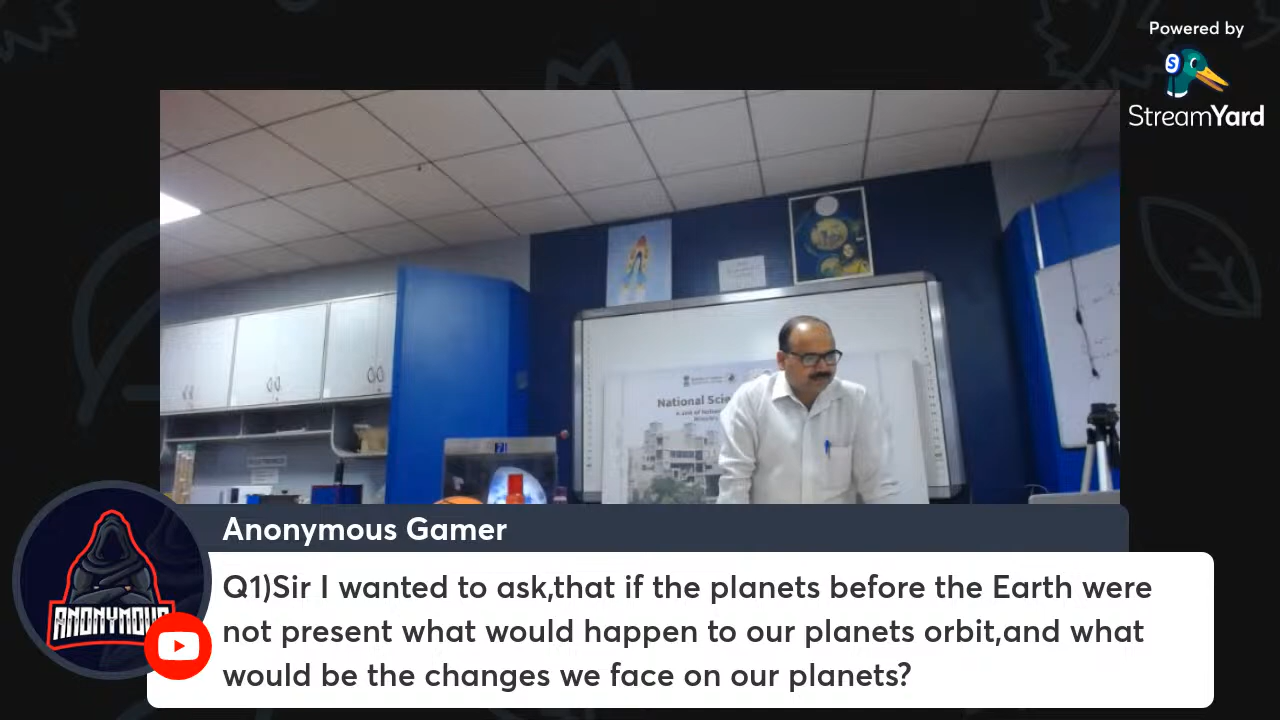 Powered by
StreamYard
National Scie
Anonymous Gamer
Q1)Sir I wanted to ask,that if the planets before the Earth were
not present what would happen to our planets orbit,and what
would be the changes we face on our planets?
ANONYMOUS